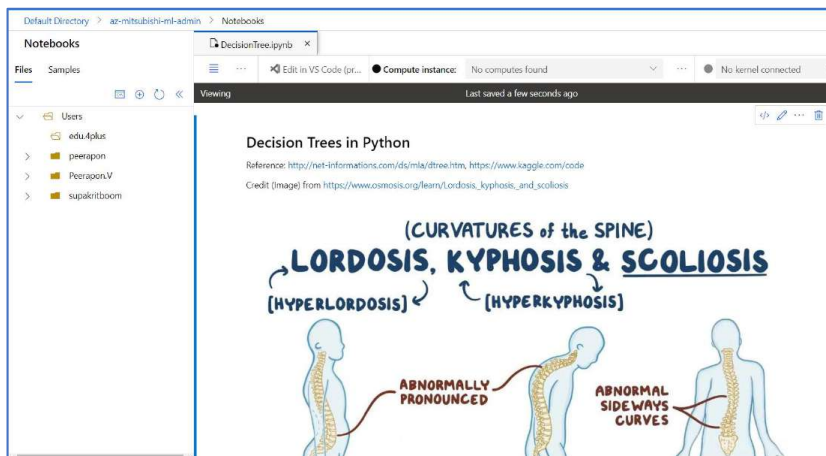 Default Directory > az-mitsubishi-ml-admin > Notebooks
Notebooks
Files Samples
Users
edu.4plus
peerapon
Peerapon.V
supakritboom
DecisionTree.ipynb ×
Edit in VS Code (pr... Compute instance: No computes found ... No kernel connected
Viewing Last saved a few seconds ago
Decision Trees in Python
Reference: http://net-informations.com/ds/mla/dtree.htm, https://www.kaggle.com/code
Credit (Image) from https://www.osmosis.org/learn/Lordosis,_kyphosis,_and_scoliosis
(CURVATURES of the SPINE)
LORDOSIS, KYPHOSIS & SCOLIOSIS
[HYPERLORDOSIS] [HYPERKYPHOSIS]
ABNORMALLY
PRONOUNCED
ABNORMAL
SIDEWAYS
CURVES